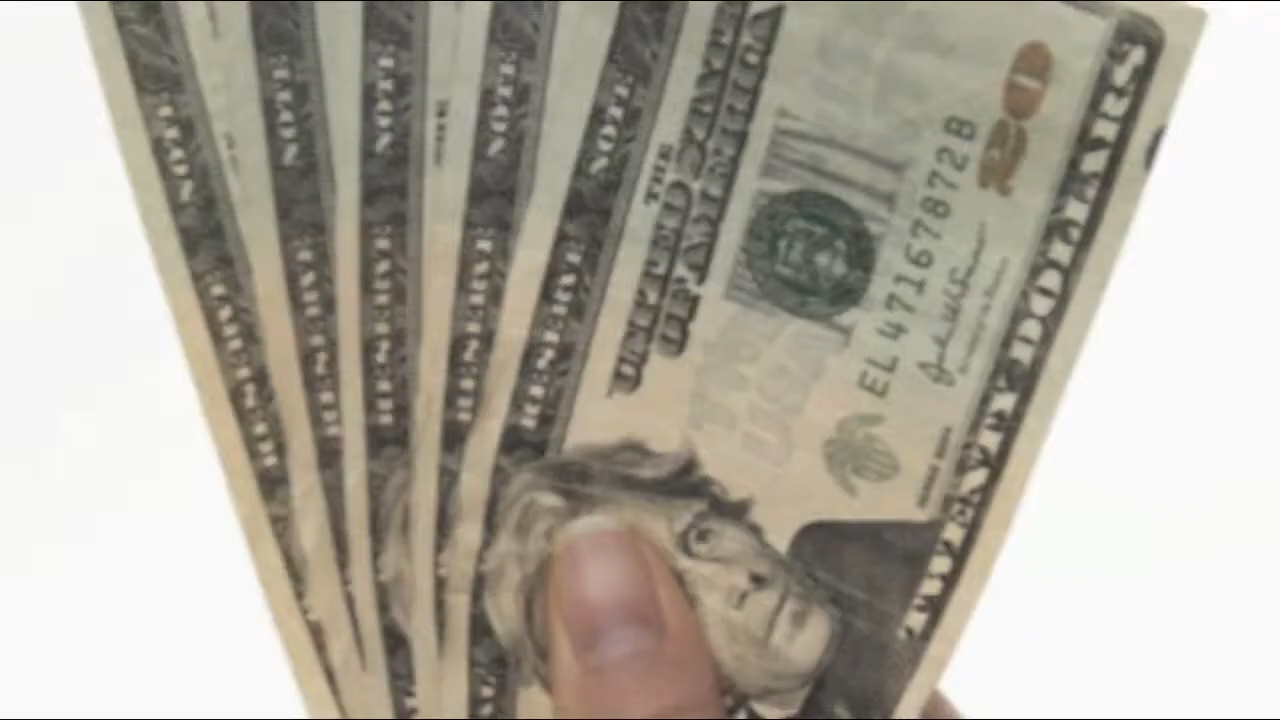 NOTE
NOTE
NOTE
NOTE
NOTE
RESERVE
RESERVE
RESERVE
RESERVE
RESERVE
THE
UNITED STATES
OF AMERICA
20
EL 47167872 B
TWENTY DOLLARS
USA